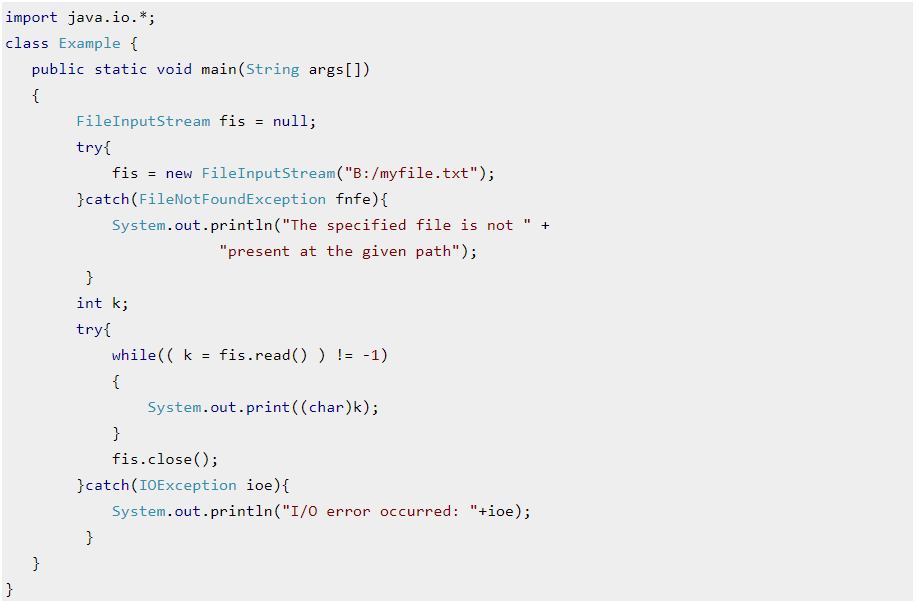 import java.io.*;
class Example {
   public static void main(String args[])
   {
        FileInputStream fis = null;
        try{
            fis = new FileInputStream("B:/myfile.txt");
        }catch(FileNotFoundException fnfe){
            System.out.println("The specified file is not " +
                        "present at the given path");
         }
        int k;
        try{
            while(( k = fis.read() ) != -1)
            {
                System.out.print((char)k);
            }
            fis.close();
        }catch(IOException ioe){
            System.out.println("I/O error occurred: "+ioe);
         }
   }
}